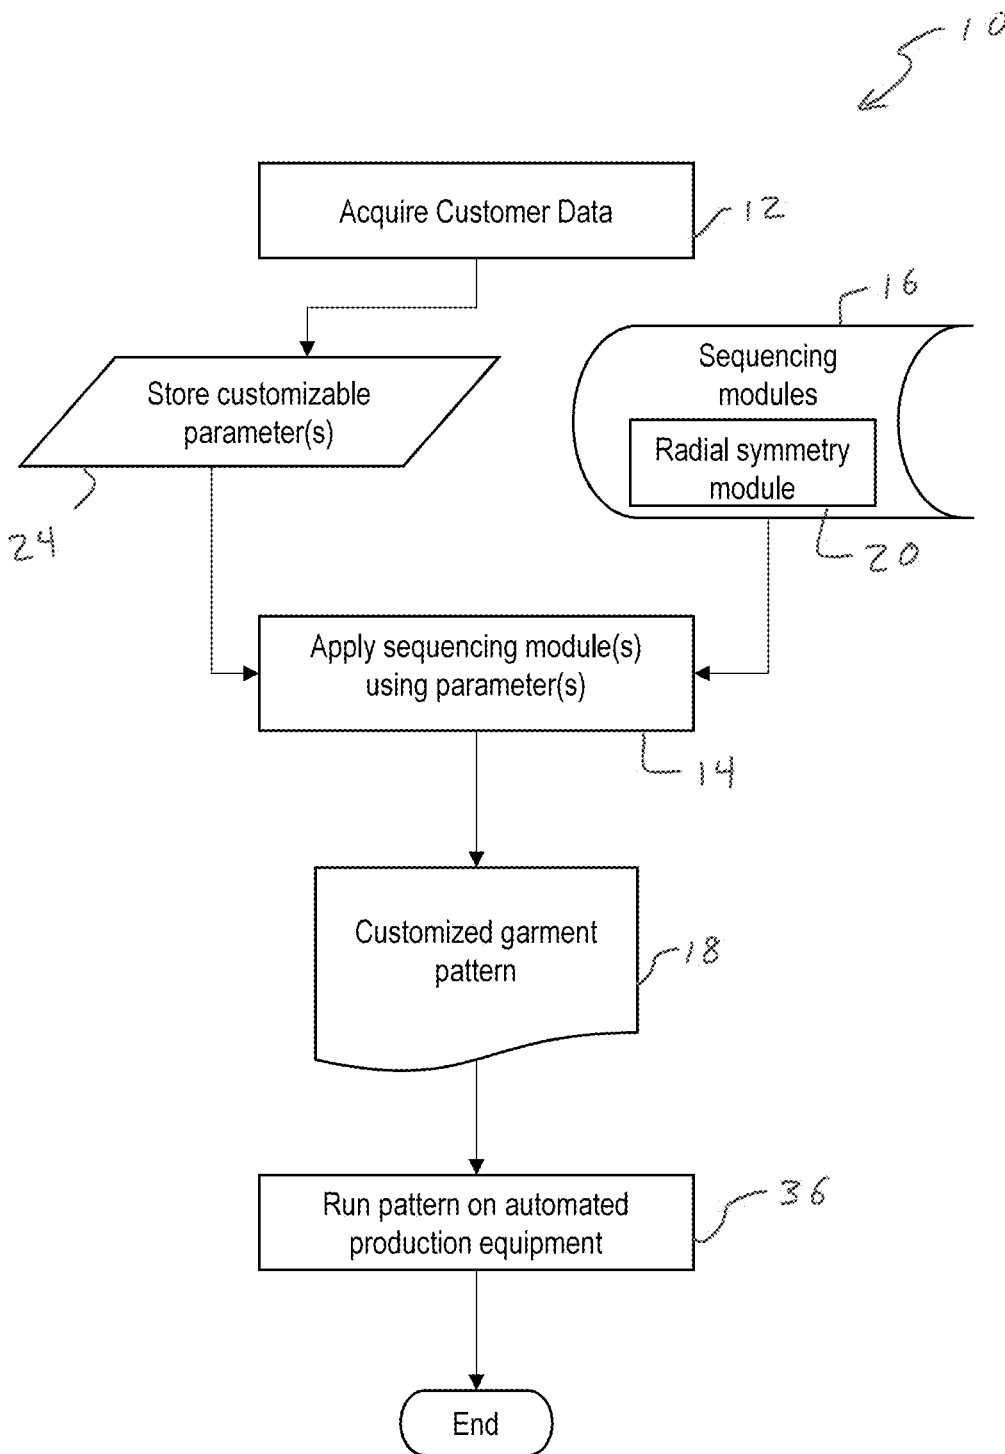 10
Acquire Customer Data
12
16
Store customizable
parameter(s)
Sequencing
modules
Radial symmetry
module
24
20
Apply sequencing module(s)
using parameter(s)
14
Customized garment
pattern
18
Run pattern on automated
production equipment
36
End